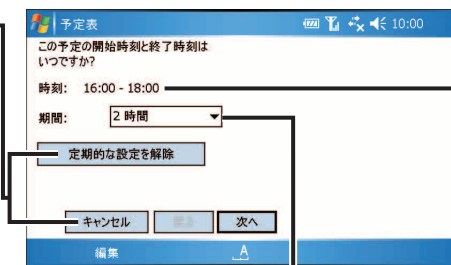 予定表 10:00
この予定の開始時刻と終了時刻は
いつですか?
時刻: 16:00 - 18:00
期間: 2 時間
定期的な設定を解除
キャンセル 戻る 次へ
編集 A